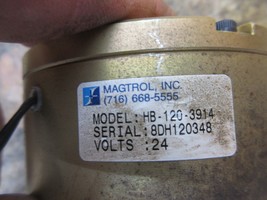 MAGTROL, INC.
(716) 668-5555
MODEL: HB-120-3914
SERIAL: 8DH120348
VOLTS :24